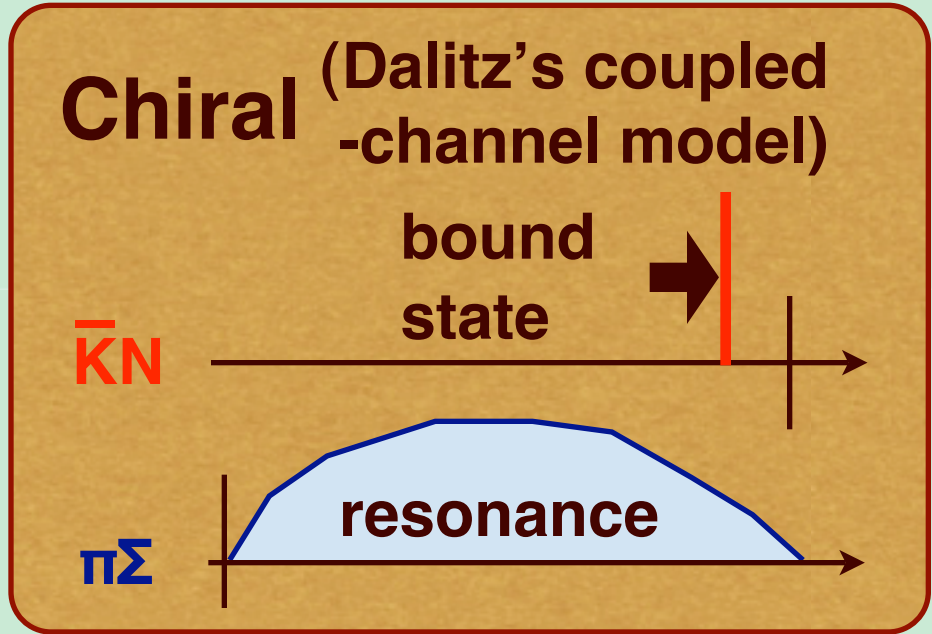 Chiral (Dalitz's coupled
-channel model)
bound
state
K̅N
resonance
πΣ